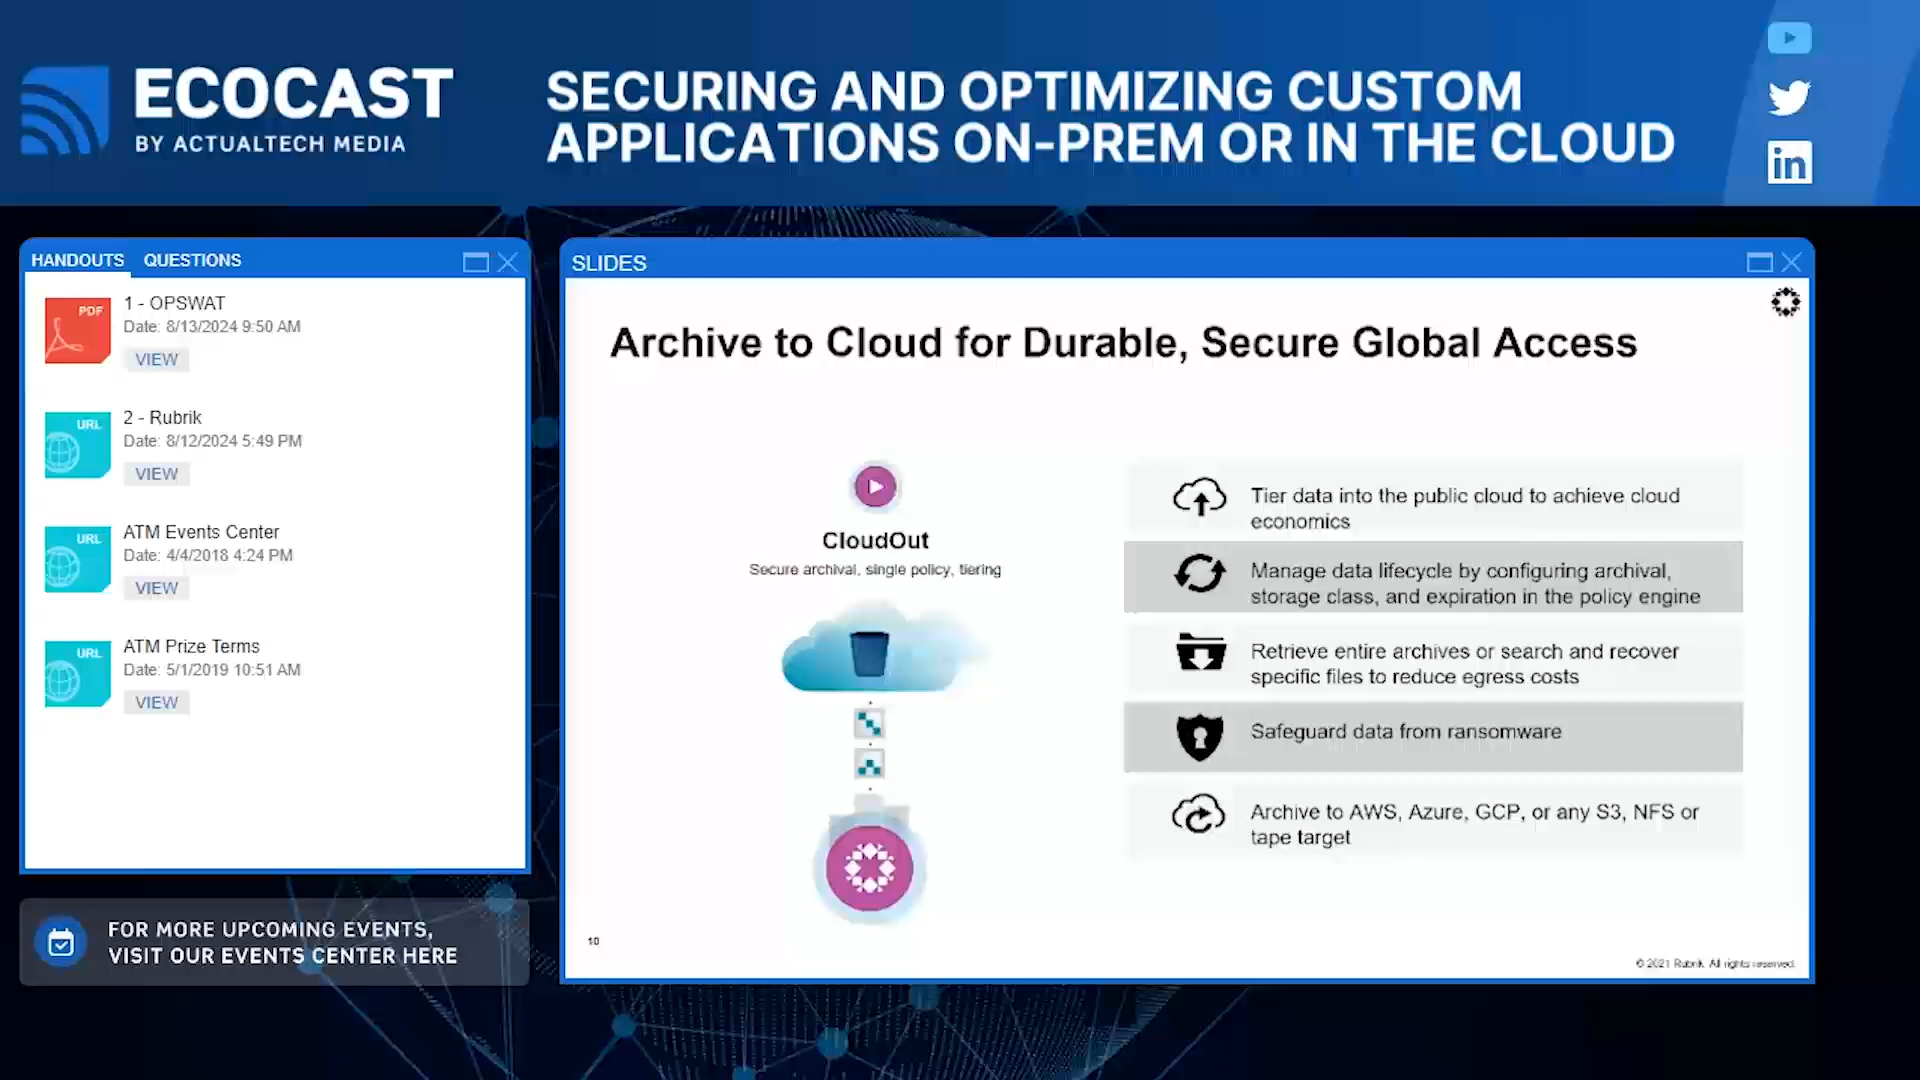 ECOCAST
BY ACTUALTECH MEDIA
SECURING AND OPTIMIZING CUSTOM
APPLICATIONS ON-PREM OR IN THE CLOUD
in
HANDOUTS QUESTIONS
PDF
1 - OPSWAT
Date: 8/13/2024 9:50 AM
VIEW
URL
2 - Rubrik
Date: 8/12/2024 5:49 PM
VIEW
URL
ATM Events Center
Date: 4/4/2018 4:24 PM
VIEW
URL
ATM Prize Terms
Date: 5/1/2019 10:51 AM
VIEW
FOR MORE UPCOMING EVENTS,
VISIT OUR EVENTS CENTER HERE
SLIDES
Archive to Cloud for Durable, Secure Global Access
CloudOut
Secure archival, single policy, tiering
Tier data into the public cloud to achieve cloud
economics
Manage data lifecycle by configuring archival,
storage class, and expiration in the policy engine
Retrieve entire archives or search and recover
specific files to reduce egress costs
Safeguard data from ransomware
Archive to AWS, Azure, GCP, or any S3, NFS or
tape target
10
© 2021 Rubrik. All rights reserved.